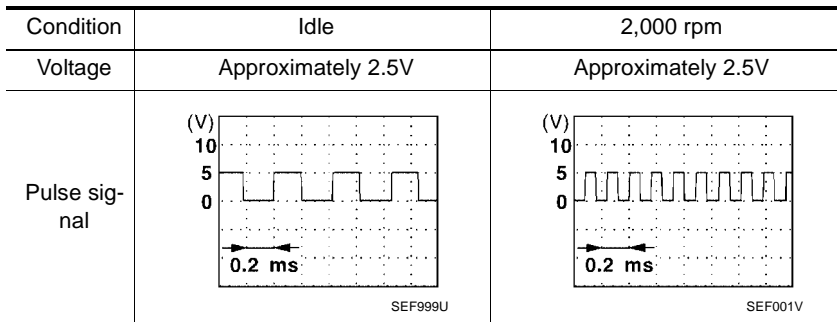 Condition Idle 2,000 rpm
Voltage Approximately 2.5V Approximately 2.5V
Pulse sig-
nal
(V)
10
5
0
0.2 ms
SEF999U
(V)
10
5
0
0.2 ms
SEF001V